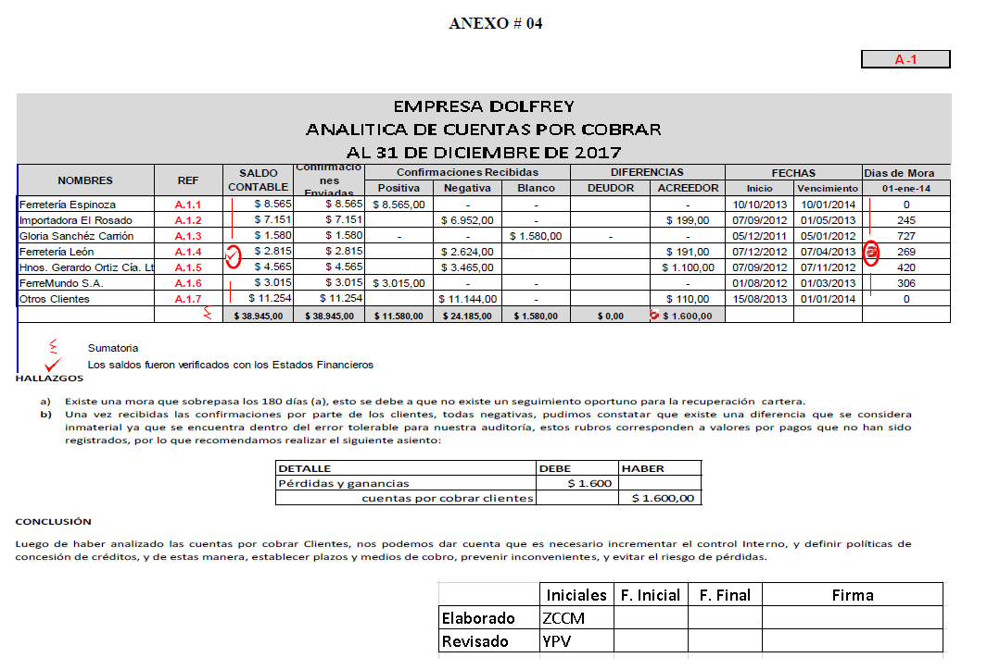 ANEXO # 04
A-1
EMPRESA DOLFREY
ANALITICA DE CUENTAS POR COBRAR
AL 31 DE DICIEMBRE DE 2017
NOMBRES REF SALDO CONTABLE Confirmacio nes Enviadas Confirmaciones Recibidas DIFERENCIAS FECHAS Dias de Mora
Positiva Negativa Blanco DEUDOR ACREEDOR Inicio Vencimiento 01-ene-14
Ferretería Espinoza A.1.1 $ 8.565 $ 8.565 $ 8.565,00 - - - 10/10/2013 10/01/2014 0
Importadora El Rosado A.1.2 $ 7.151 $ 7.151 $ 6.952,00 - $ 199,00 07/09/2012 01/05/2013 245
Gloria Sanchéz Carrión A.1.3 $ 1.580 $ 1.580 - - $ 1.580,00 - - 05/12/2011 05/01/2012 727
Ferretería León A.1.4 $ 2.815 $ 2.815 $ 2.624,00 - $ 191,00 07/12/2012 07/04/2013 269
Hnos. Gerardo Ortiz Cía. Lt A.1.5 $ 4.565 $ 4.565 $ 3.465,00 - $ 1.100,00 07/09/2012 07/11/2012 420
FerreMundo S.A. A.1.6 $ 3.015 $ 3.015 $ 3.015,00 - - - 01/08/2012 01/03/2013 306
Otros Clientes A.1.7 $ 11.254 $ 11.254 $ 11.144,00 - $ 110,00 15/08/2013 01/01/2014 0
$ 38.945,00 $ 38.945,00 $ 11.580,00 $ 24.185,00 $ 1.580,00 $ 0,00 $ 1.600,00
Sumatoria
Los saldos fueron verificados con los Estados Financieros
HALLAZGOS
a) Existe una mora que sobrepasa los 180 días (a), esto se debe a que no existe un seguimiento oportuno para la recuperación cartera.
b) Una vez recibidas las confirmaciones por parte de los clientes, todas negativas, pudimos constatar que existe una diferencia que se considera
inmaterial ya que se encuentra dentro del error tolerable para nuestra auditoría, estos rubros corresponden a valores por pagos que no han sido
registrados, por lo que recomendamos realizar el siguiente asiento:
DETALLE DEBE HABER
Pérdidas y ganancias $ 1.600
cuentas por cobrar clientes $ 1.600,00
CONCLUSIÓN
Luego de haber analizado las cuentas por cobrar Clientes, nos podemos dar cuenta que es necesario incrementar el control Interno, y definir políticas de
concesión de créditos, y de estas manera, establecer plazos y medios de cobro, prevenir inconvenientes, y evitar el riesgo de pérdidas.
Iniciales F. Inicial F. Final Firma
Elaborado ZCCM
Revisado YPV